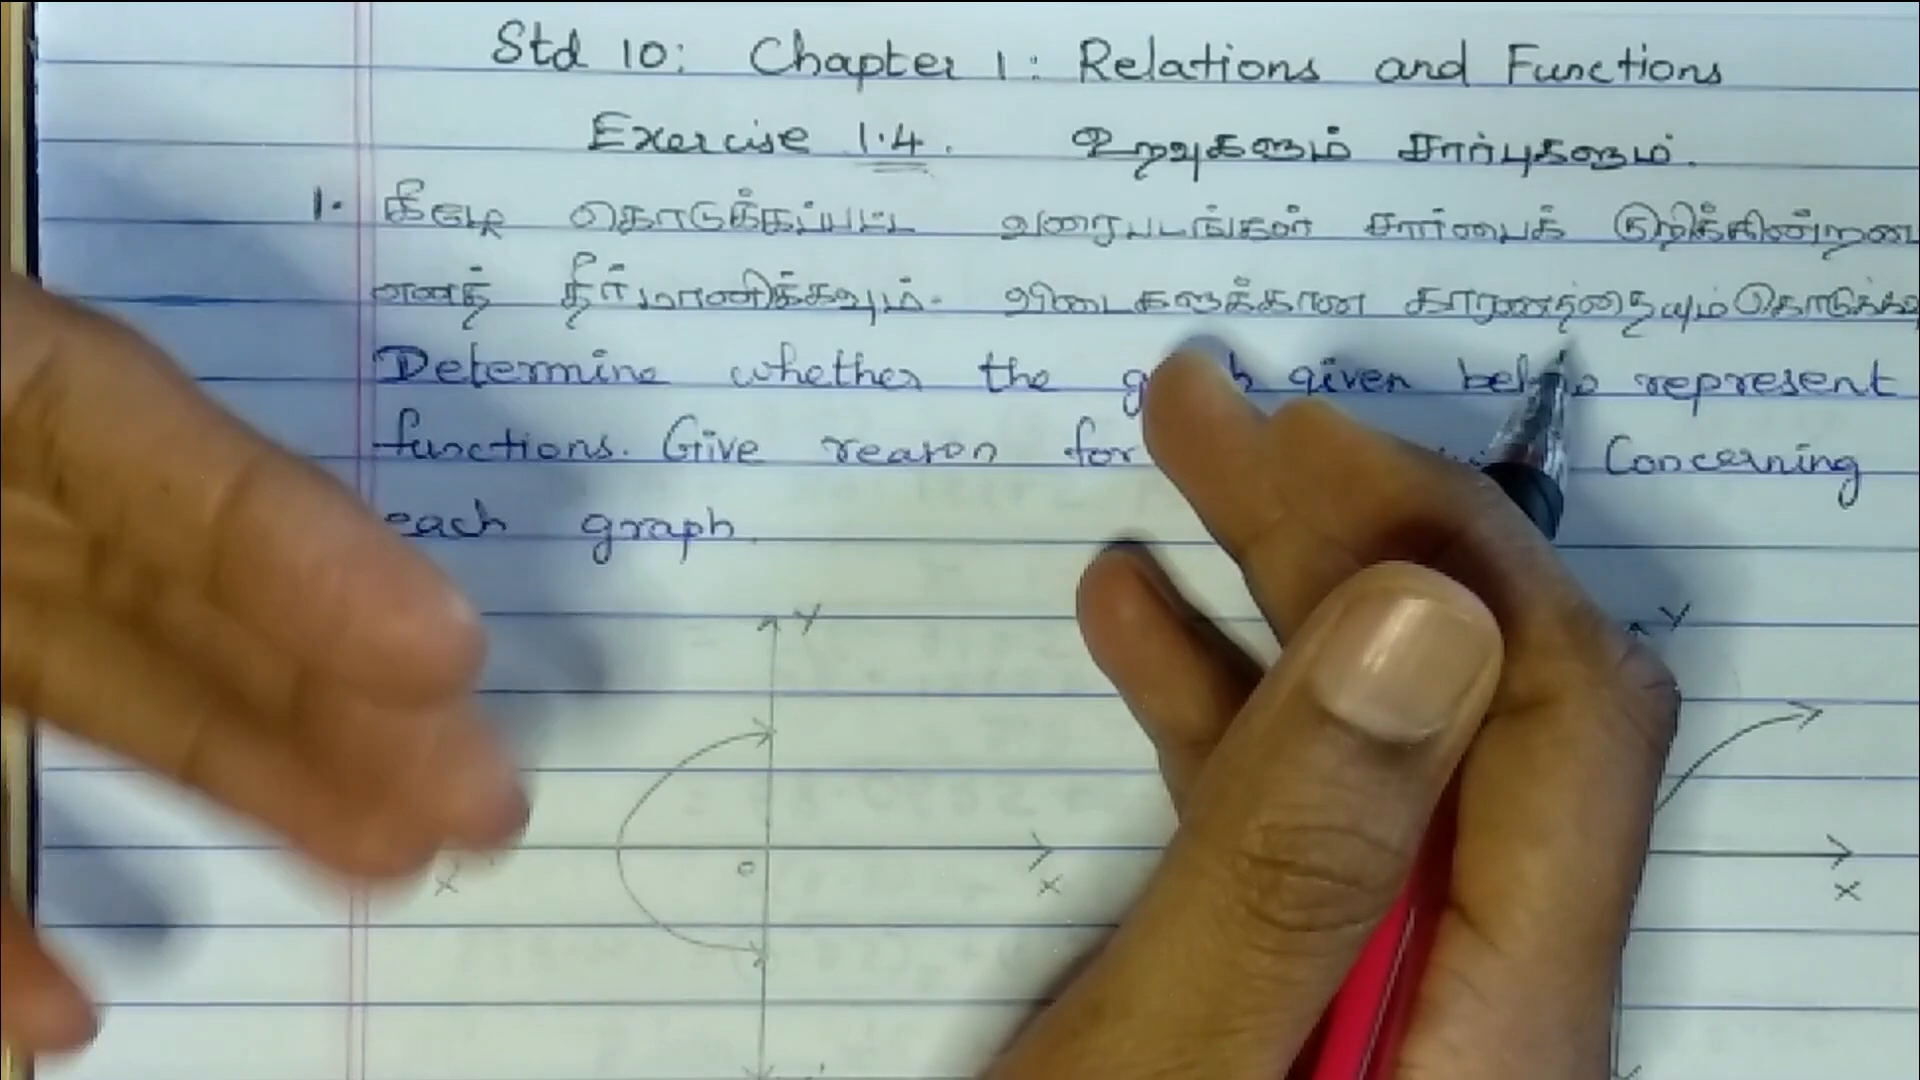 Std 10: Chapter 1: Relations and Functions
Exercise 1.4. உறவுகளும் சார்புகளும்.
1. கீழே கொடுக்கப்பட்ட வரைபடங்கள் சார்பைக் குறிக்கின்றன
எனத் தீர்மானிக்கவும். விடைகளுக்கான காரணத்தையும்
Determine whether the given below represent
functions. Give reason for Concerning
each graph.
Y
Y
X'
O
X
X